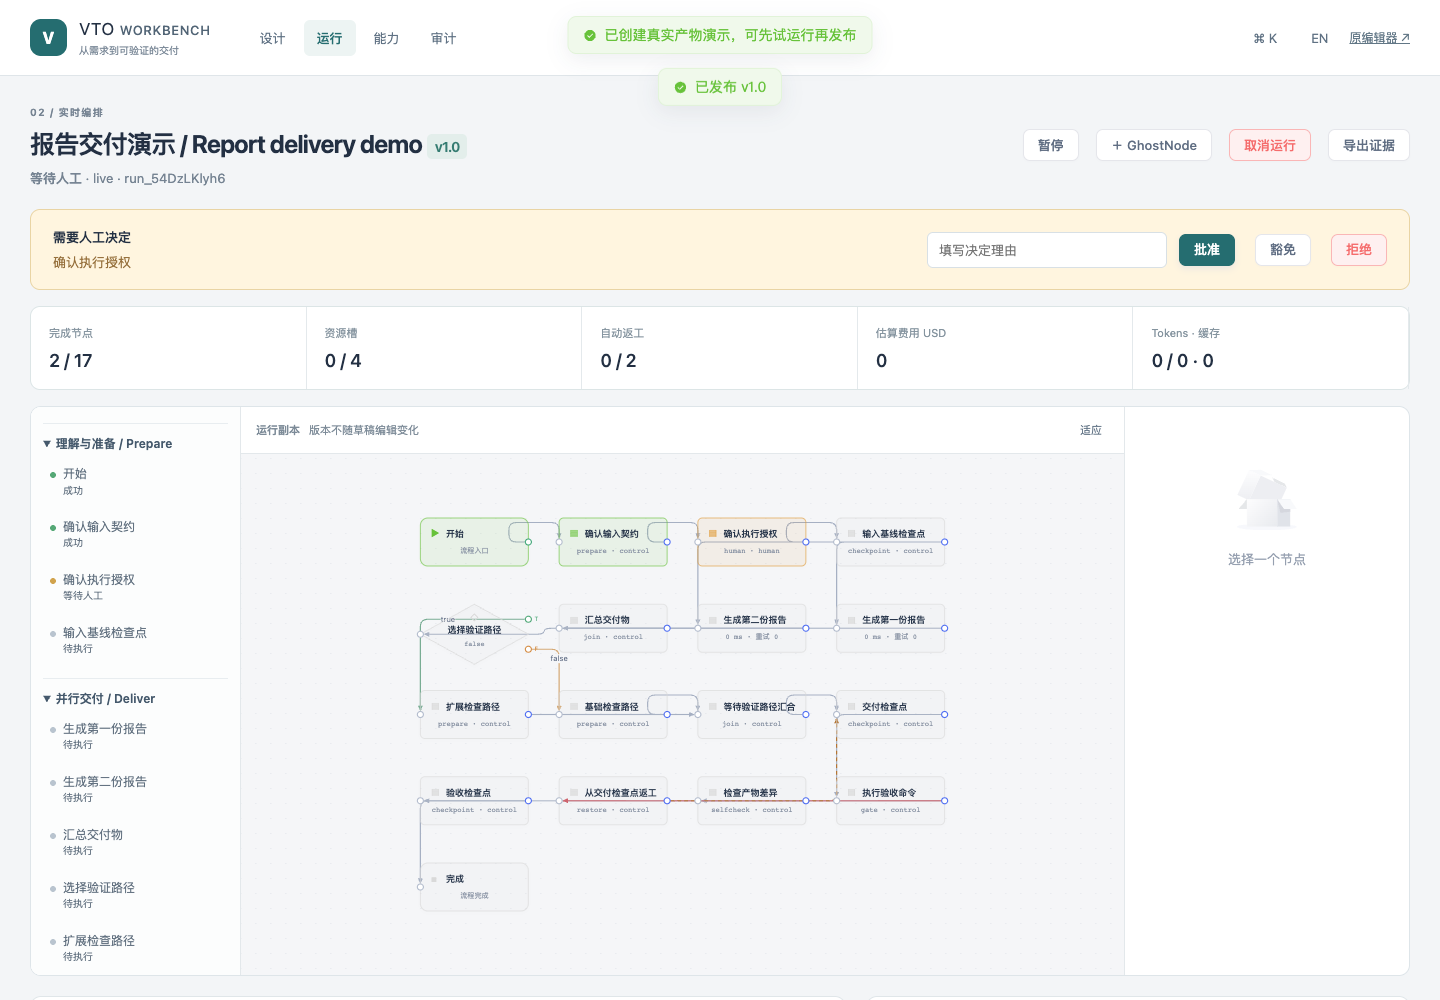 V
VTO WORKBENCH
从需求到可验证的交付
设计
运行
能力
审计
已创建真实产物演示，可先试运行再发布
已发布 v1.0
⌘ K
EN
原编辑器 ↗
02 / 实时编排
报告交付演示 / Report delivery demo v1.0
等待人工 · live · run_54DzLKlyh6
暂停
+ GhostNode
取消运行
导出证据
需要人工决定
确认执行授权
填写决定理由
批准
豁免
拒绝
完成节点
2 / 17
资源槽
0 / 4
自动返工
0 / 2
估算费用 USD
0
Tokens · 缓存
0 / 0 · 0
▼ 理解与准备 / Prepare
开始
成功
确认输入契约
成功
确认执行授权
等待人工
输入基线检查点
待执行
▼ 并行交付 / Deliver
生成第一份报告
待执行
生成第二份报告
待执行
汇总交付物
待执行
选择验证路径
待执行
扩展检查路径
待执行
运行副本 版本不随草稿编辑变化
适应
开始
流程入口
确认输入契约
prepare · control
确认执行授权
human · human
输入基线检查点
checkpoint · control
true
T
选择验证路径
false
F
false
汇总交付物
join · control
生成第二份报告
0 ms · 重试 0
生成第一份报告
0 ms · 重试 0
扩展检查路径
prepare · control
基础检查路径
prepare · control
等待验证路径汇合
join · control
交付检查点
checkpoint · control
验收检查点
checkpoint · control
从交付检查点返工
restore · control
检查产物差异
selfcheck · control
执行验收命令
gate · control
完成
流程完成
选择一个节点